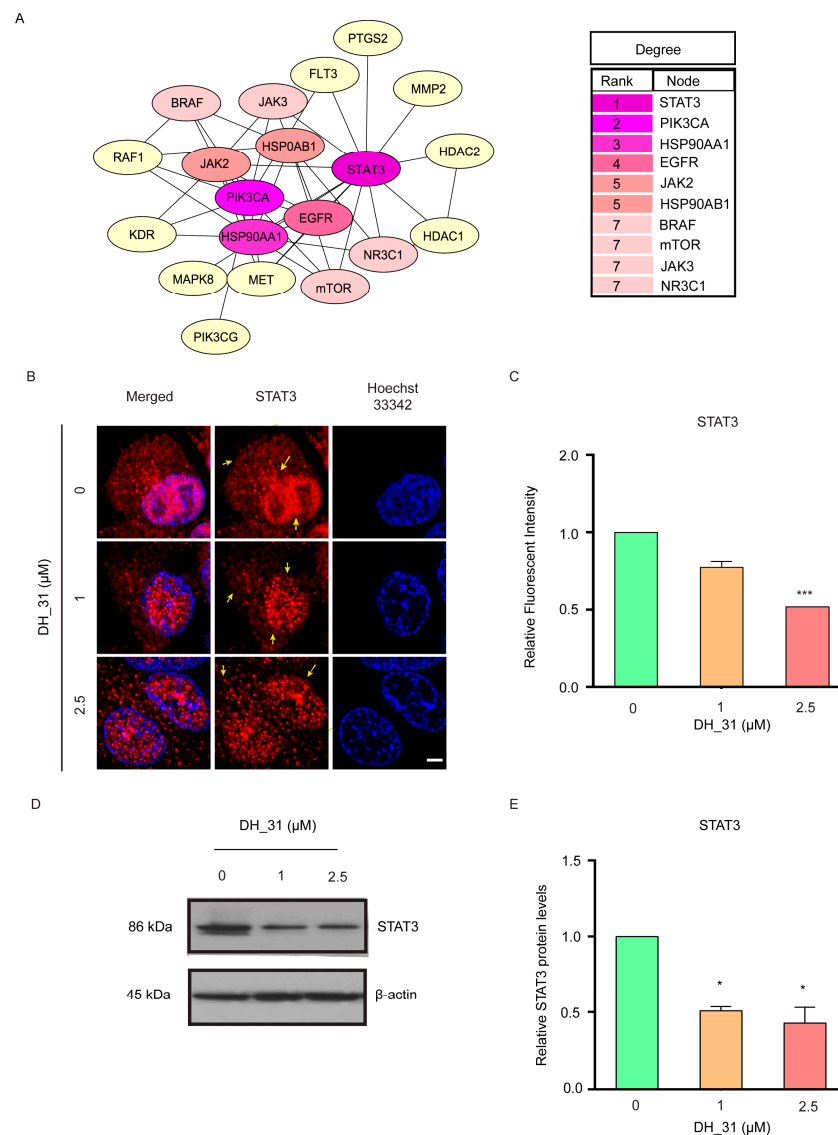 A
PTGS2
FLT3
MMP2
BRAF
JAK3
RAF1
JAK2
HSP0AB1
HDAC2
STAT3
PIK3CA
EGFR
KDR
HSP90AA1
HDAC1
NR3C1
MAPK8
MET
mTOR
PIK3CG
Degree
Rank Node
1 STAT3
2 PIK3CA
3 HSP90AA1
4 EGFR
5 JAK2
5 HSP90AB1
7 BRAF
7 mTOR
7 JAK3
7 NR3C1
B
Merged STAT3 Hoechst
33342
DH_31 (µM)
0
1
2.5
C
STAT3
Relative Fluorescent Intensity
2.0
1.0
0.5
0.0
***
0 1 2.5
DH_31 (µM)
D
DH_31 (µM)
0 1 2.5
86 kDa STAT3
45 kDa β-actin
E
STAT3
Relative STAT3 protein levels
1.5
1.0
0.5
0.0
* *
0 1 2.5
DH_31 (µM)